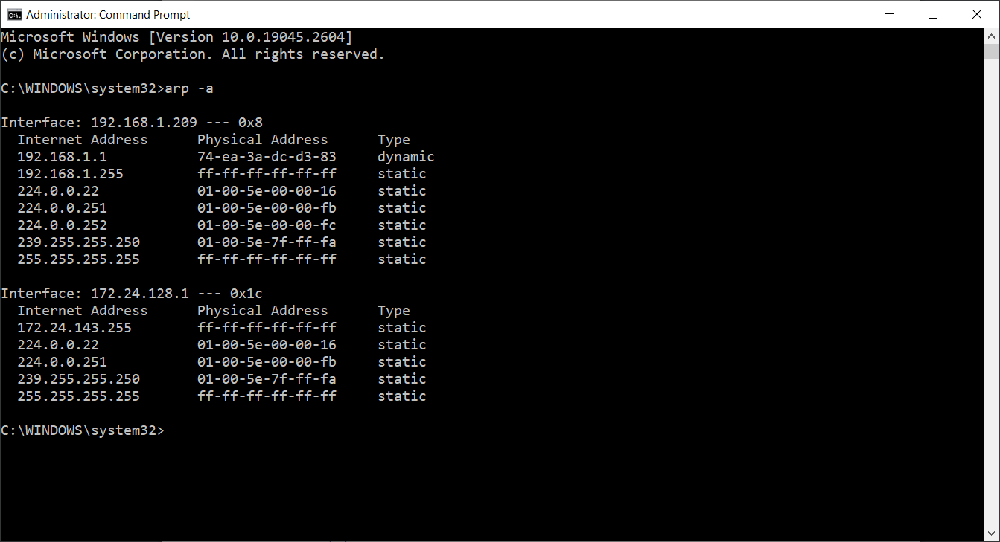 Administrator: Command Prompt
Microsoft Windows [Version 10.0.19045.2604]
(c) Microsoft Corporation. All rights reserved.
C:\WINDOWS\system32>arp -a
Interface: 192.168.1.209 --- 0x8
  Internet Address      Physical Address      Type
  192.168.1.1           74-ea-3a-dc-d3-83     dynamic
  192.168.1.255         ff-ff-ff-ff-ff-ff     static
  224.0.0.22            01-00-5e-00-00-16     static
  224.0.0.251           01-00-5e-00-00-fb     static
  224.0.0.252           01-00-5e-00-00-fc     static
  239.255.255.250       01-00-5e-7f-ff-fa     static
  255.255.255.255       ff-ff-ff-ff-ff-ff     static
Interface: 172.24.128.1 --- 0x1c
  Internet Address      Physical Address      Type
  172.24.143.255        ff-ff-ff-ff-ff-ff     static
  224.0.0.22            01-00-5e-00-00-16     static
  224.0.0.251           01-00-5e-00-00-fb     static
  239.255.255.250       01-00-5e-7f-ff-fa     static
  255.255.255.255       ff-ff-ff-ff-ff-ff     static
C:\WINDOWS\system32>